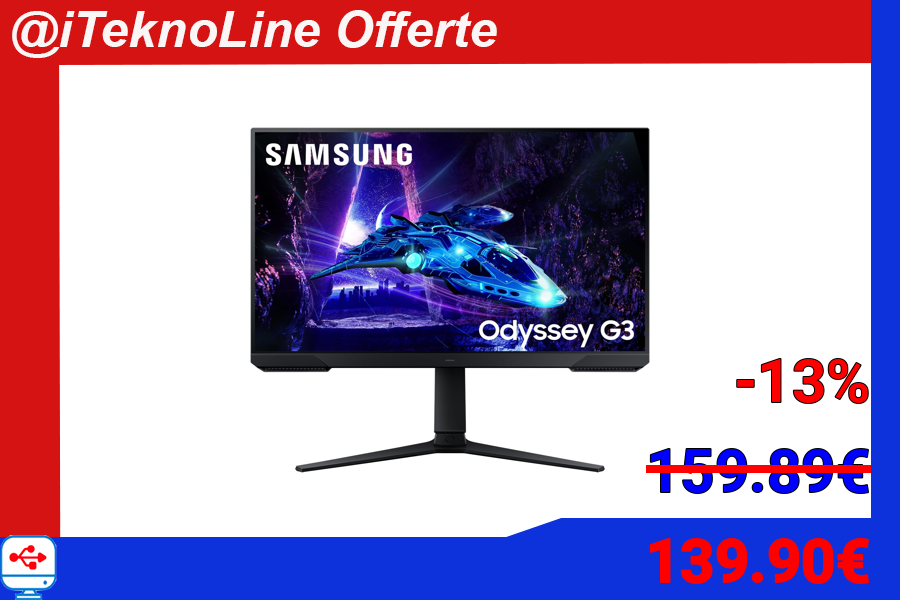 @iTeknoLine Offerte
SAMSUNG
Odyssey G3
-13%
159.89€
139.90€